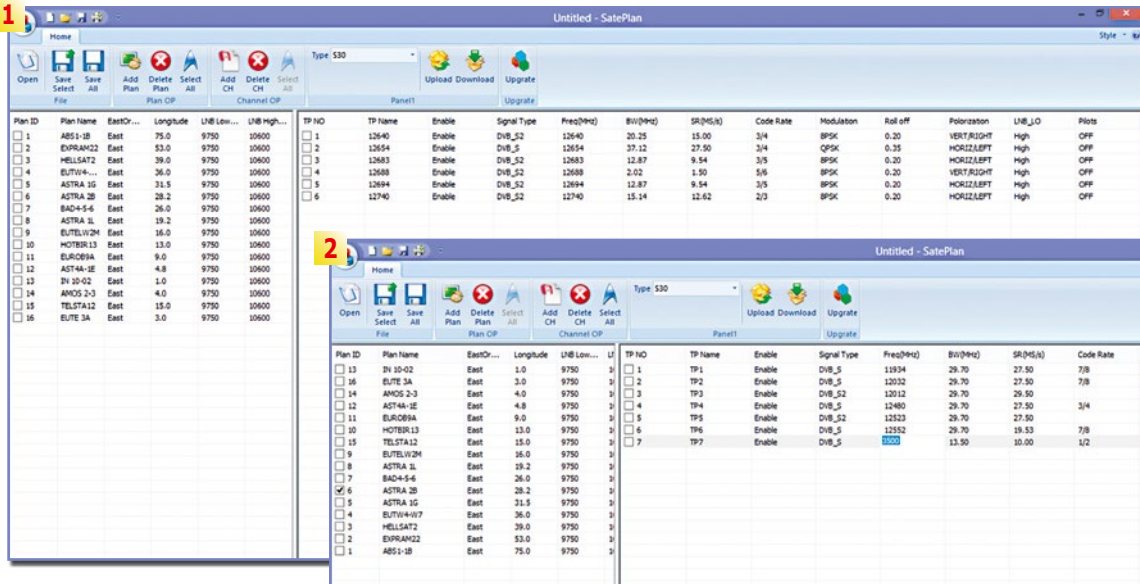 1
Untitled - SatePlan
Home
Style
Type S30
Open
Save Select
Save All
Add Plan
Delete Plan
Select All
Add CH
Delete CH
Select All
Upload Download
Upgrate
File
Plan OP
Channel OP
Panel1
Upgrate
Plan ID Plan Name EastOr... Longitude LNB Low... LNB High...
1 ABS1-1B East 75.0 9750 10600
2 EXPRAM22 East 53.0 9750 10600
3 HELLSAT2 East 39.0 9750 10600
4 EUTW4-... East 36.0 9750 10600
5 ASTRA 1G East 31.5 9750 10600
6 ASTRA 2B East 28.2 9750 10600
7 BAD4-5-6 East 26.0 9750 10600
8 ASTRA 1L East 19.2 9750 10600
9 EUTELW2M East 16.0 9750 10600
10 HOTBIR13 East 13.0 9750 10600
11 EUROB9A East 9.0 9750 10600
12 AST4A-1E East 4.8 9750 10600
13 IN 10-02 East 1.0 9750 10600
14 AMOS 2-3 East 4.0 9750 10600
15 TELSTA12 East 15.0 9750 10600
16 EUTE 3A East 3.0 9750 10600
TP NO TP Name Enable Signal Type Freq(MHz) BW(MHz) SR(MS/s) Code Rate Modulation Roll off Polorization LNB_LO Pilots
1 12640 Enable DVB_S2 12640 20.25 15.00 3/4 8PSK 0.20 VERT/RIGHT High OFF
2 12654 Enable DVB_S 12654 37.12 27.50 3/4 QPSK 0.35 HORIZ/LEFT High OFF
3 12683 Enable DVB_S2 12683 12.87 9.54 3/5 8PSK 0.20 HORIZ/LEFT High OFF
4 12688 Enable DVB_S2 12688 2.02 1.50 5/6 8PSK 0.20 VERT/RIGHT High OFF
5 12694 Enable DVB_S2 12694 12.87 9.54 3/5 8PSK 0.20 HORIZ/LEFT High OFF
6 12740 Enable DVB_S2 12740 15.14 12.62 2/3 8PSK 0.20 HORIZ/LEFT High OFF
2
Untitled - SatePlan
Home
Type S30
Open
Save Select
Save All
Add Plan
Delete Plan
Select All
Add CH
Delete CH
Select All
Upload Download
Upgrate
File
Plan OP
Channel OP
Panel1
Upgrate
Plan ID Plan Name EastOr... Longitude LNB Low...
13 IN 10-02 East 1.0 9750
16 EUTE 3A East 3.0 9750
14 AMOS 2-3 East 4.0 9750
12 AST4A-1E East 4.8 9750
11 EUROB9A East 9.0 9750
10 HOTBIR13 East 13.0 9750
15 TELSTA12 East 15.0 9750
9 EUTELW2M East 16.0 9750
8 ASTRA 1L East 19.2 9750
7 BAD4-5-6 East 26.0 9750
6 ASTRA 2B East 28.2 9750
5 ASTRA 1G East 31.5 9750
4 EUTW4-W7 East 36.0 9750
3 HELLSAT2 East 39.0 9750
2 EXPRAM22 East 53.0 9750
1 ABS1-1B East 75.0 9750
TP NO TP Name Enable Signal Type Freq(MHz) BW(MHz) SR(MS/s) Code Rate
1 TP1 Enable DVB_S 11934 29.70 27.50 7/8
2 TP2 Enable DVB_S 12032 29.70 27.50 7/8
3 TP3 Enable DVB_S2 12012 29.70 29.50
4 TP4 Enable DVB_S 12480 29.70 27.50 3/4
5 TP5 Enable DVB_S2 12523 29.70 27.50
6 TP6 Enable DVB_S 12552 29.70 19.53 7/8
7 TP7 Enable DVB_S 3500 13.50 10.00 1/2